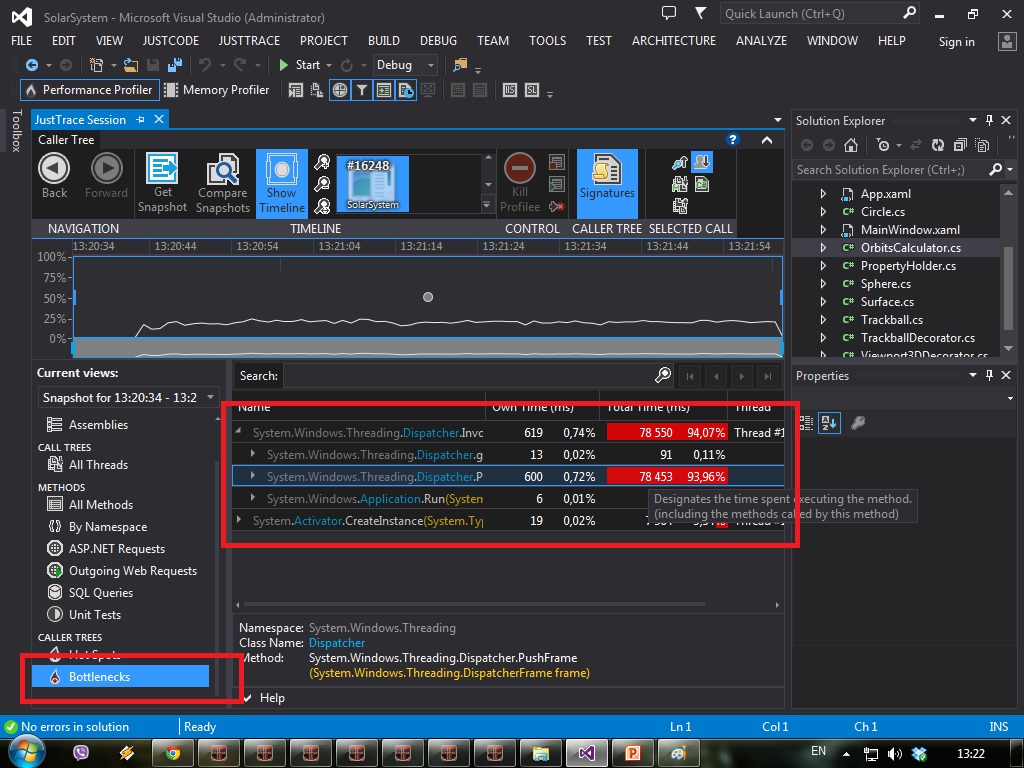 SolarSystem - Microsoft Visual Studio (Administrator)
Quick Launch (Ctrl+Q)
FILE EDIT VIEW JUSTCODE JUSTTRACE PROJECT BUILD DEBUG TEAM TOOLS TEST ARCHITECTURE ANALYZE WINDOW HELP Sign in
Start Debug
Performance Profiler Memory Profiler
Toolbox
JustTrace Session
Caller Tree
Back
Forward
Get Snapshot
Compare Snapshots
Show Timeline
#16248
SolarSystem
Kill Profilee
Signatures
NAVIGATION TIMELINE CONTROL CALLER TREE SELECTED CALL
13:20:34 13:20:44 13:20:54 13:21:04 13:21:14 13:21:24 13:21:34 13:21:44 13:21:54
100%
75%
50%
25%
0%
Current views:
Snapshot for 13:20:34 - 13:2
Assemblies
CALL TREES
All Threads
METHODS
All Methods
By Namespace
ASP.NET Requests
Outgoing Web Requests
SQL Queries
Unit Tests
CALLER TREES
Hot Spots
Bottlenecks
Search:
Name Own Time (ms) Total Time (ms) Thread
System.Windows.Threading.Dispatcher.Invc 619 0,74% 78 550 94,07% Thread #1
System.Windows.Threading.Dispatcher.g 13 0,02% 91 0,11%
System.Windows.Threading.Dispatcher.P 600 0,72% 78 453 93,96%
System.Windows.Application.Run(System 6 0,01%
System.Activator.CreateInstance(System.Ty 19 0,02%
Designates the time spent executing the method.
(including the methods called by this method)
Namespace: System.Windows.Threading
Class Name: Dispatcher
Method: System.Windows.Threading.Dispatcher.PushFrame
(System.Windows.Threading.DispatcherFrame frame)
Help
Solution Explorer
Search Solution Explorer (Ctrl+;)
App.xaml
C# Circle.cs
MainWindow.xaml
C# OrbitsCalculator.cs
C# PropertyHolder.cs
C# Sphere.cs
C# Surface.cs
C# Trackball.cs
C# TrackballDecorator.cs
C# Viewport3DDecorator.cs
Properties
No errors in solution Ready Ln 1 Col 1 Ch 1 INS
EN 13:22